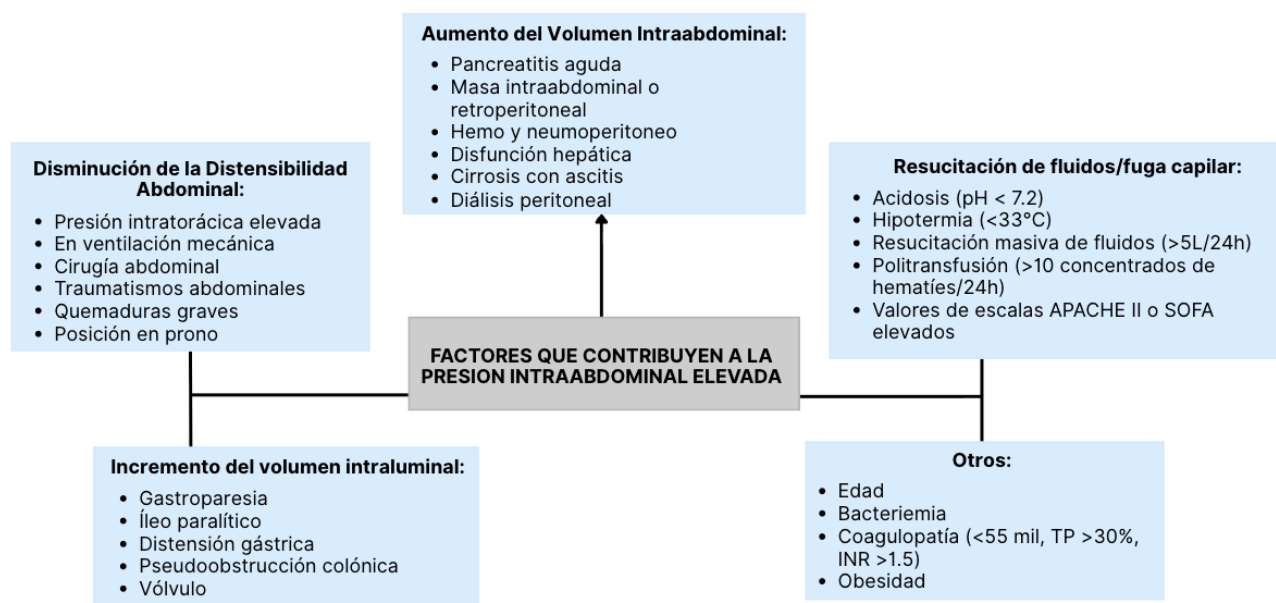 Aumento del Volumen Intraabdominal:
• Pancreatitis aguda
• Masa intraabdominal o
retroperitoneal
• Hemo y neumoperitoneo
• Disfunción hepática
• Cirrosis con ascitis
• Diálisis peritoneal
Disminución de la Distensibilidad
Abdominal:
• Presión intratorácica elevada
• En ventilación mecánica
• Cirugía abdominal
• Traumatismos abdominales
• Quemaduras graves
• Posición en prono
Resucitación de fluidos/fuga capilar:
• Acidosis (pH < 7.2)
• Hipotermia (<33°C)
• Resucitación masiva de fluidos (>5L/24h)
• Politransfusión (>10 concentrados de
hematíes/24h)
• Valores de escalas APACHE II o SOFA
elevados
FACTORES QUE CONTRIBUYEN A LA
PRESION INTRAABDOMINAL ELEVADA
Incremento del volumen intraluminal:
• Gastroparesia
• Íleo paralítico
• Distensión gástrica
• Pseudoobstrucción colónica
• Vólvulo
Otros:
• Edad
• Bacteriemia
• Coagulopatía (<55 mil, TP >30%,
INR >1.5)
• Obesidad